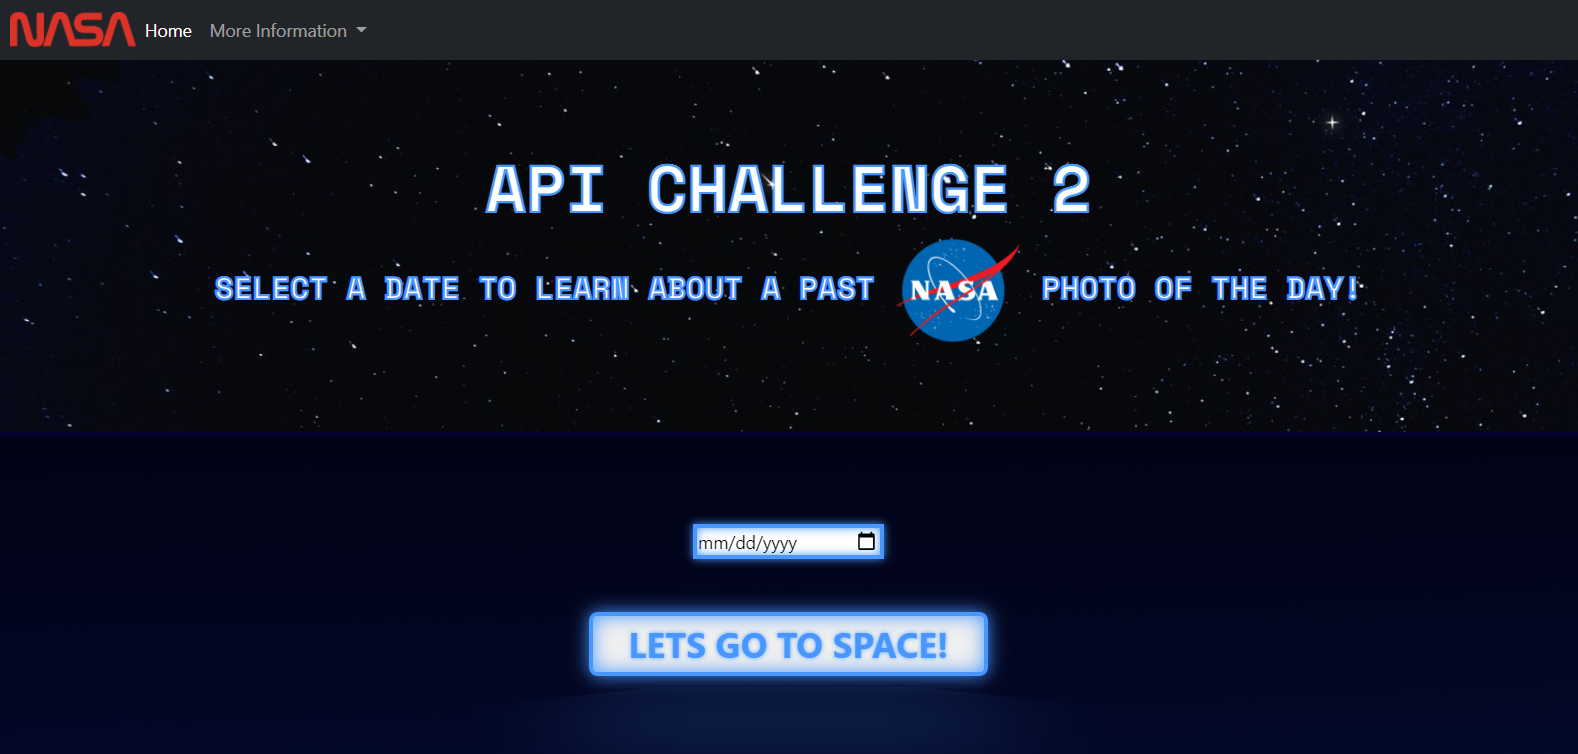 NASA Home More Information
API CHALLENGE 2
SELECT A DATE TO LEARN ABOUT A PAST NASA PHOTO OF THE DAY!
mm/dd/yyyy
LETS GO TO SPACE!